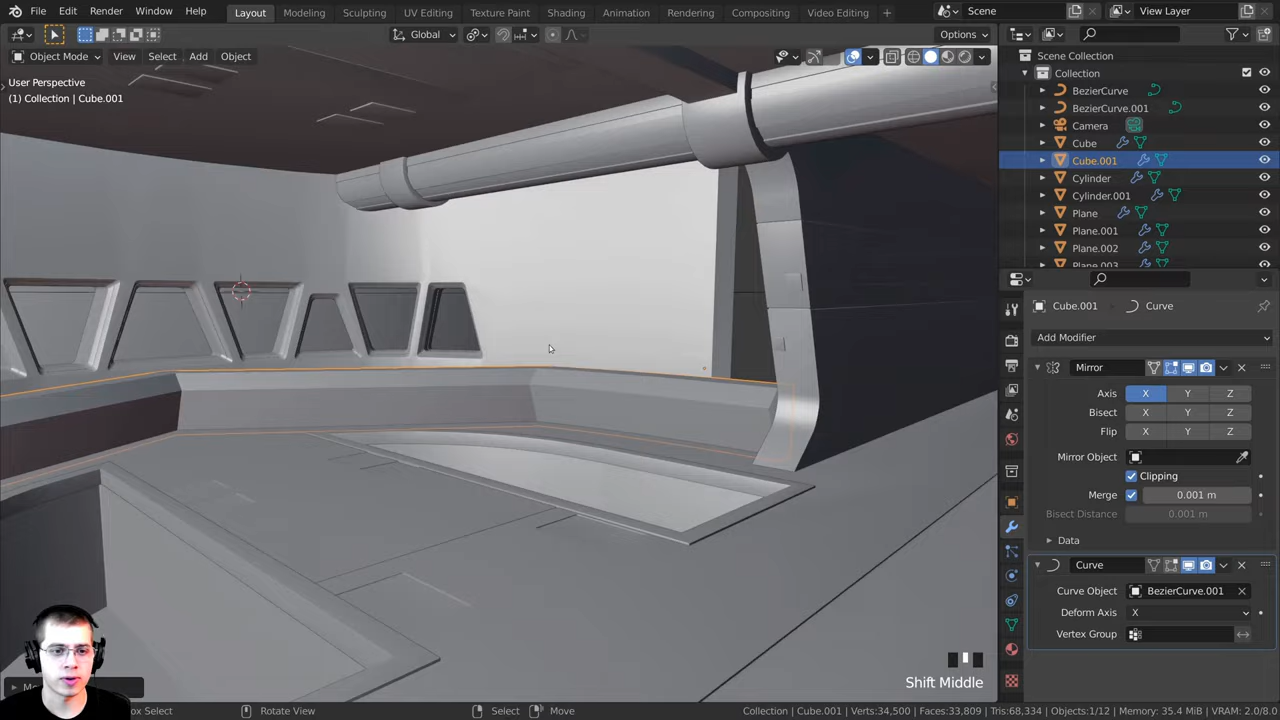 File Edit Render Window Help Layout Modeling Sculpting UV Editing Texture Paint Shading Animation Rendering Compositing Video Editing + Scene View Layer
Global Options
Object Mode View Select Add Object
User Perspective
(1) Collection | Cube.001
Scene Collection
Collection
BezierCurve
BezierCurve.001
Camera
Cube
Cube.001
Cylinder
Cylinder.001
Plane
Plane.001
Plane.002
Plane.003
Cube.001 Curve
Add Modifier
Mirror
Axis X Y Z
Bisect X Y Z
Flip X Y Z
Mirror Object
Clipping
Merge 0.001 m
Bisect Distance 0.001 m
Data
Curve
Curve Object BezierCurve.001
Deform Axis X
Vertex Group
Shift Middle
Box Select Rotate View Select Move Collection | Cube.001 | Verts:34,500 | Faces:33,809 | Tris:68,334 | Objects:1/12 | Memory: 35.4 MiB | VRAM: 2.0/8.0